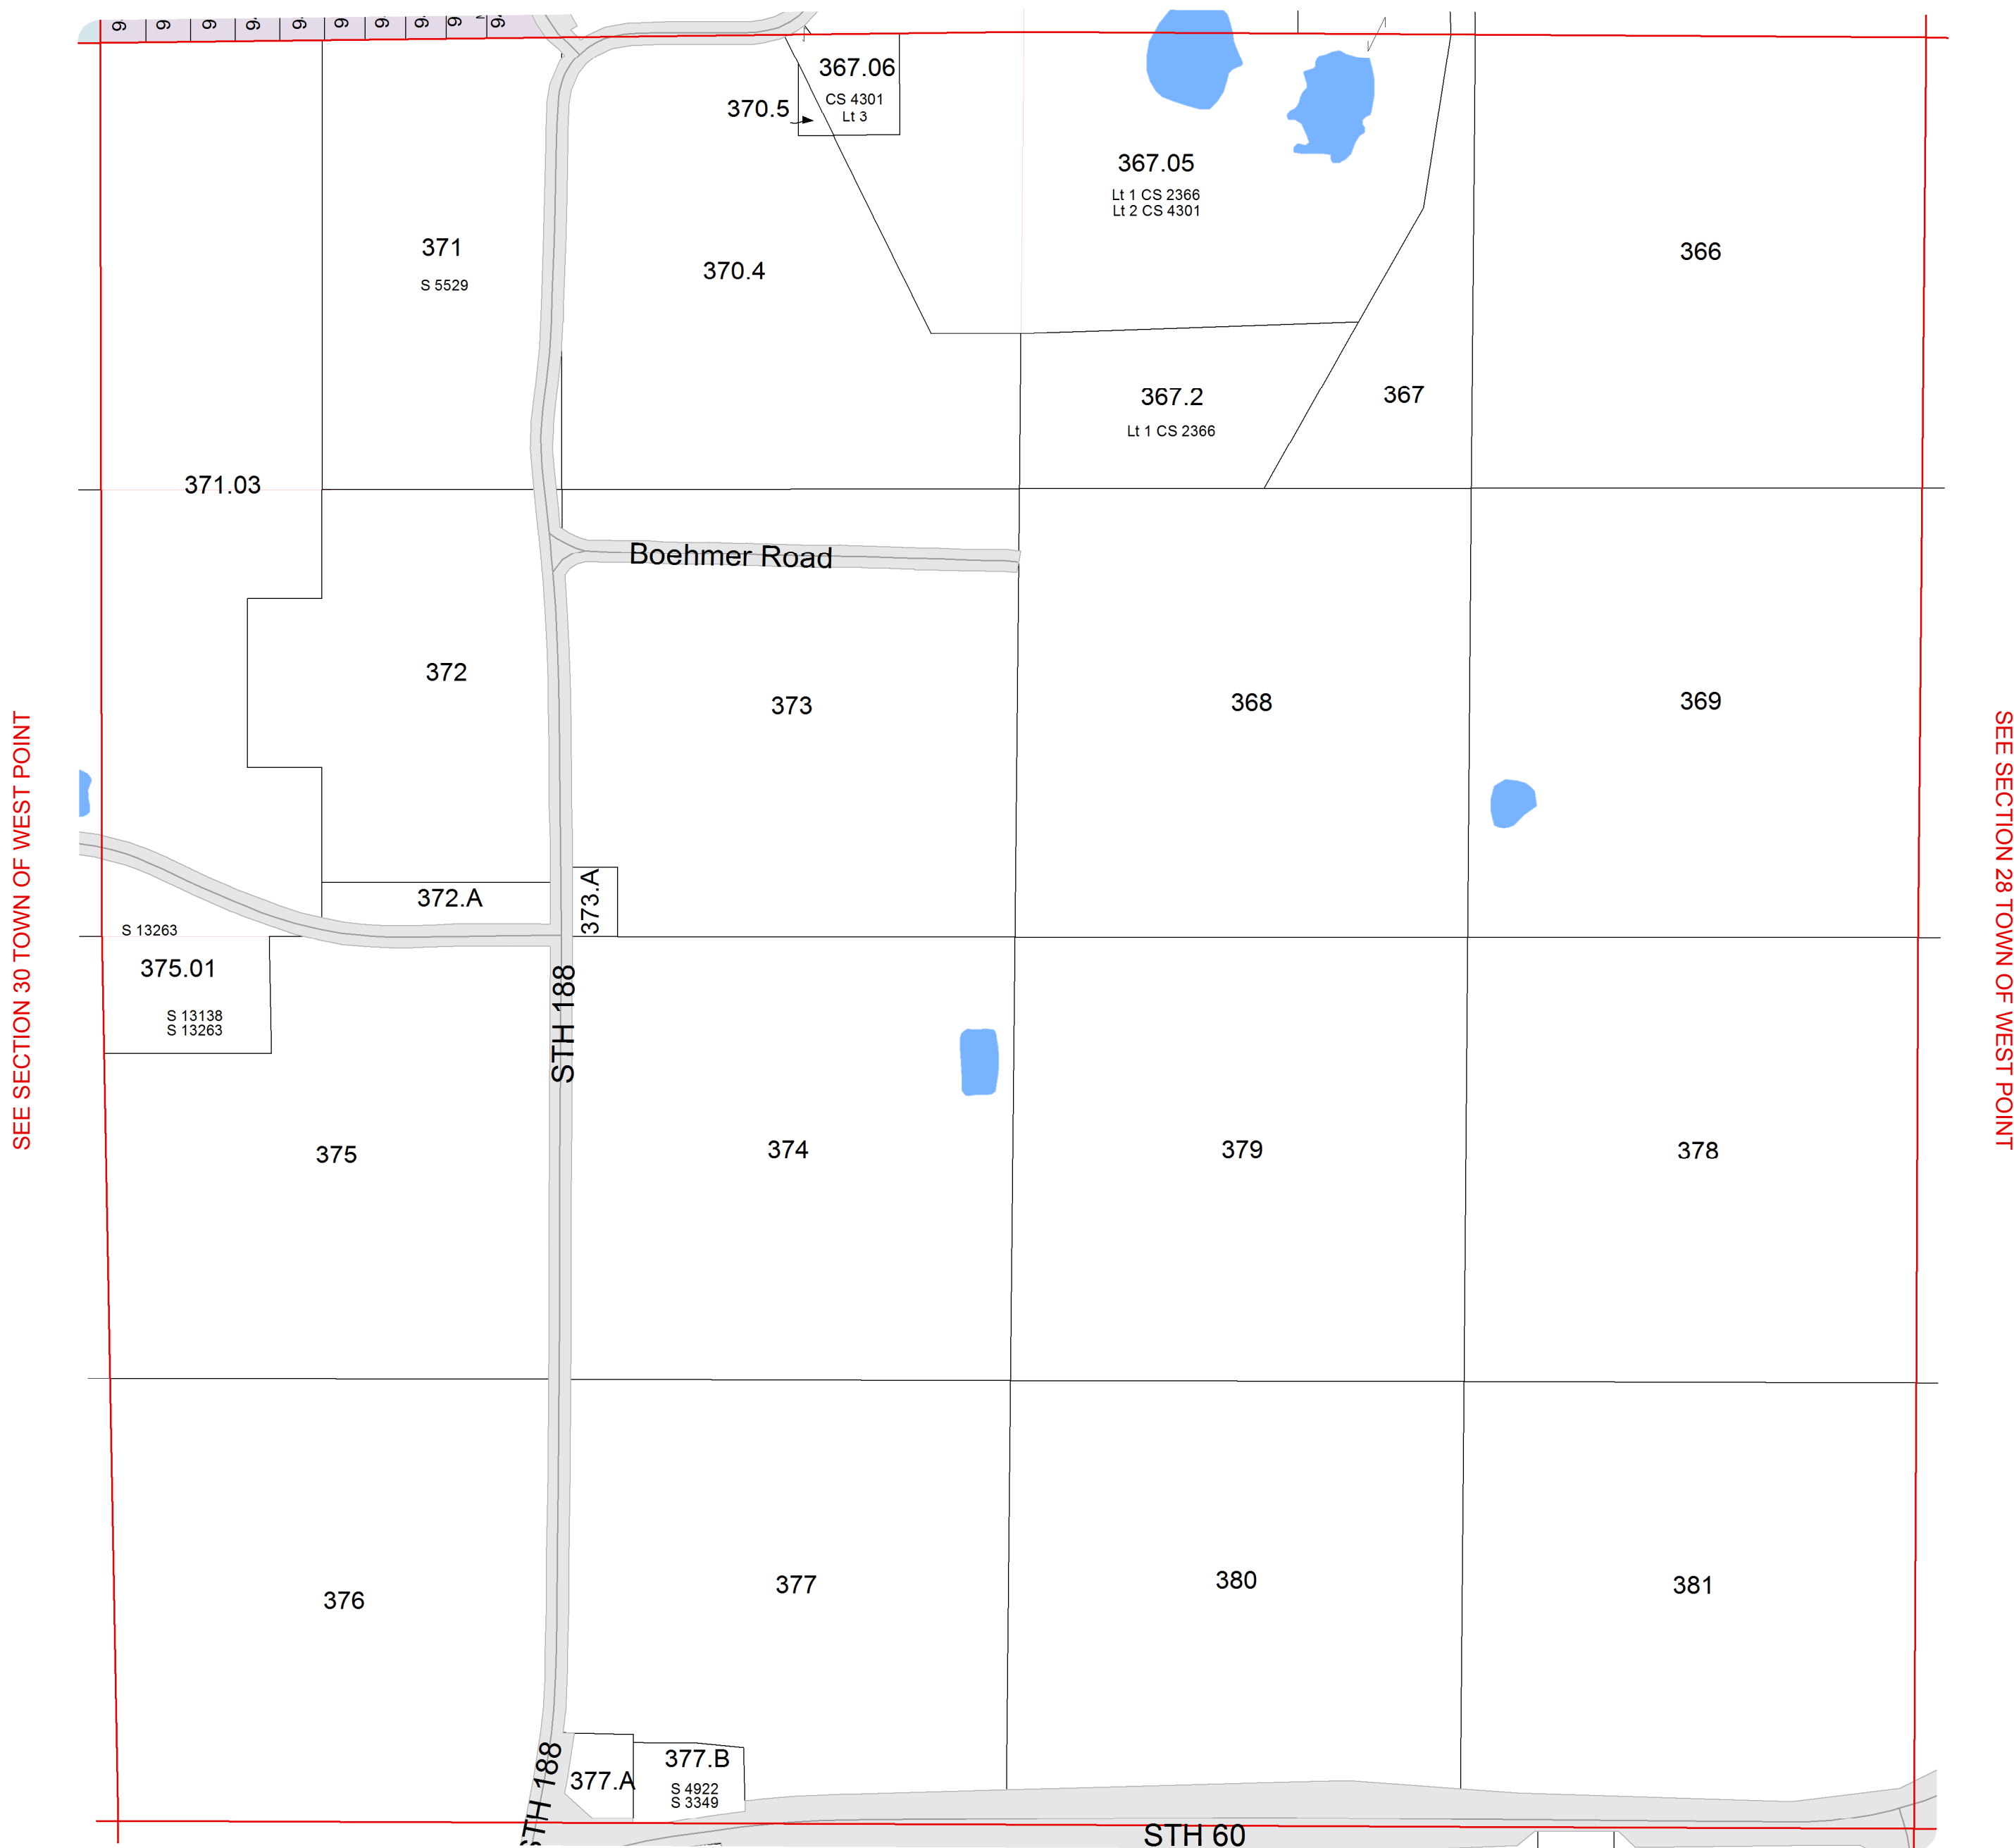 367.06
CS 4301
Lt 3
370.5
367.05
Lt 1 CS 2366
Lt 2 CS 4301
371
S 5529
370.4
366
367.2
Lt 1 CS 2366
367
371.03
Boehmer Road
372
373
368
369
372.A
373.A
S 13263
375.01
S 13138
S 13263
STH 188
375
374
379
378
SEE SECTION 30 TOWN OF WEST POINT
SEE SECTION 28 TOWN OF WEST POINT
376
377
380
381
STH 188
377.A
377.B
S 4922
S 3349
STH 60